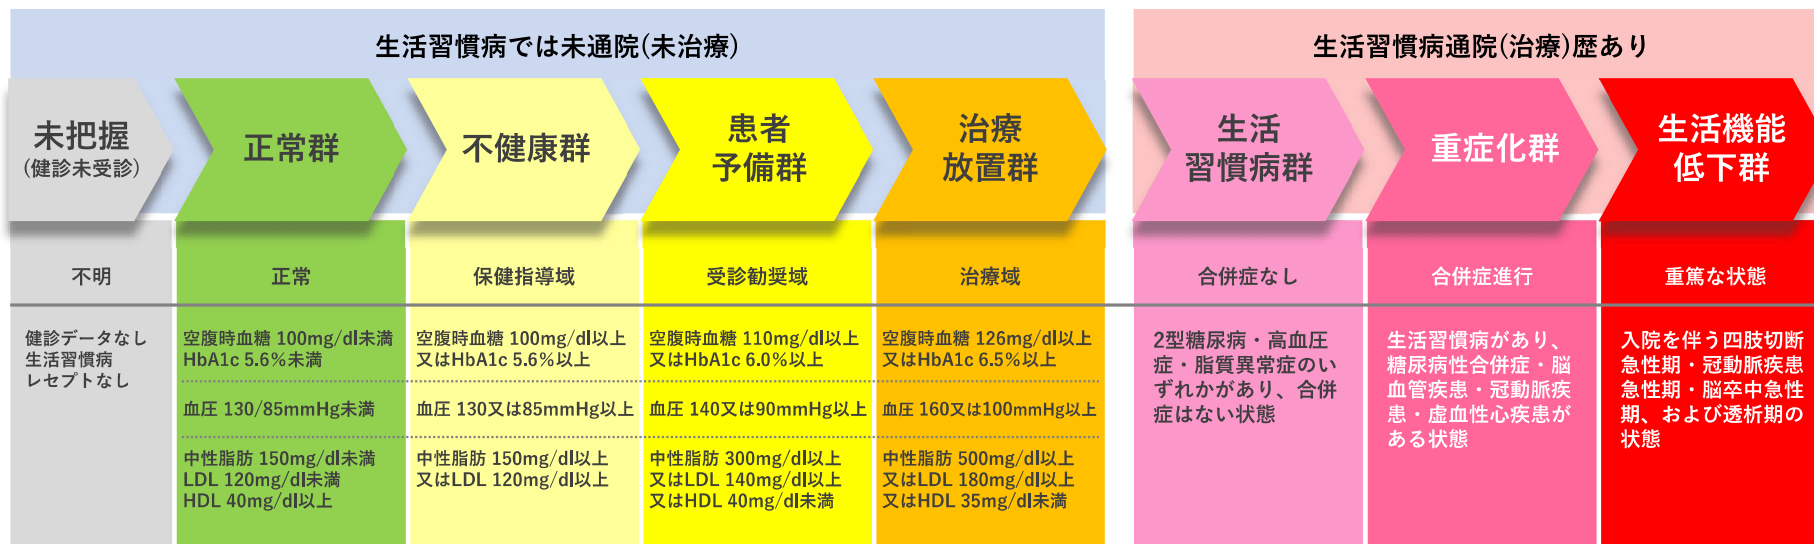 生活習慣病では未通院(未治療)
生活習慣病通院(治療)歴あり
未把握
(健診未受診)
正常群
不健康群
患者
予備群
治療
放置群
生活
習慣病群
重症化群
生活機能
低下群
不明
正常
保健指導域
受診勧奨域
治療域
合併症なし
合併症進行
重篤な状態
健診データなし
生活習慣病
レセプトなし
空腹時血糖 100mg/dl未満
HbA1c 5.6%未満
血圧 130/85mmHg未満
中性脂肪 150mg/dl未満
LDL 120mg/dl未満
HDL 40mg/dl以上
空腹時血糖 100mg/dl以上
又はHbA1c 5.6%以上
血圧 130又は85mmHg以上
中性脂肪 150mg/dl以上
又はLDL 120mg/dl以上
空腹時血糖 110mg/dl以上
又はHbA1c 6.0%以上
血圧 140又は90mmHg以上
中性脂肪 300mg/dl以上
又はLDL 140mg/dl以上
又はHDL 40mg/dl未満
空腹時血糖 126mg/dl以上
又はHbA1c 6.5%以上
血圧 160又は100mmHg以上
中性脂肪 500mg/dl以上
又はLDL 180mg/dl以上
又はHDL 35mg/dl未満
2型糖尿病・高血圧
症・脂質異常症のい
ずれかがあり、合併
症はない状態
生活習慣病があり、
糖尿病性合併症・脳
血管疾患・冠動脈疾
患・虚血性心疾患が
ある状態
入院を伴う四肢切断
急性期・冠動脈疾患
急性期・脳卒中急性
期、および透析期の
状態